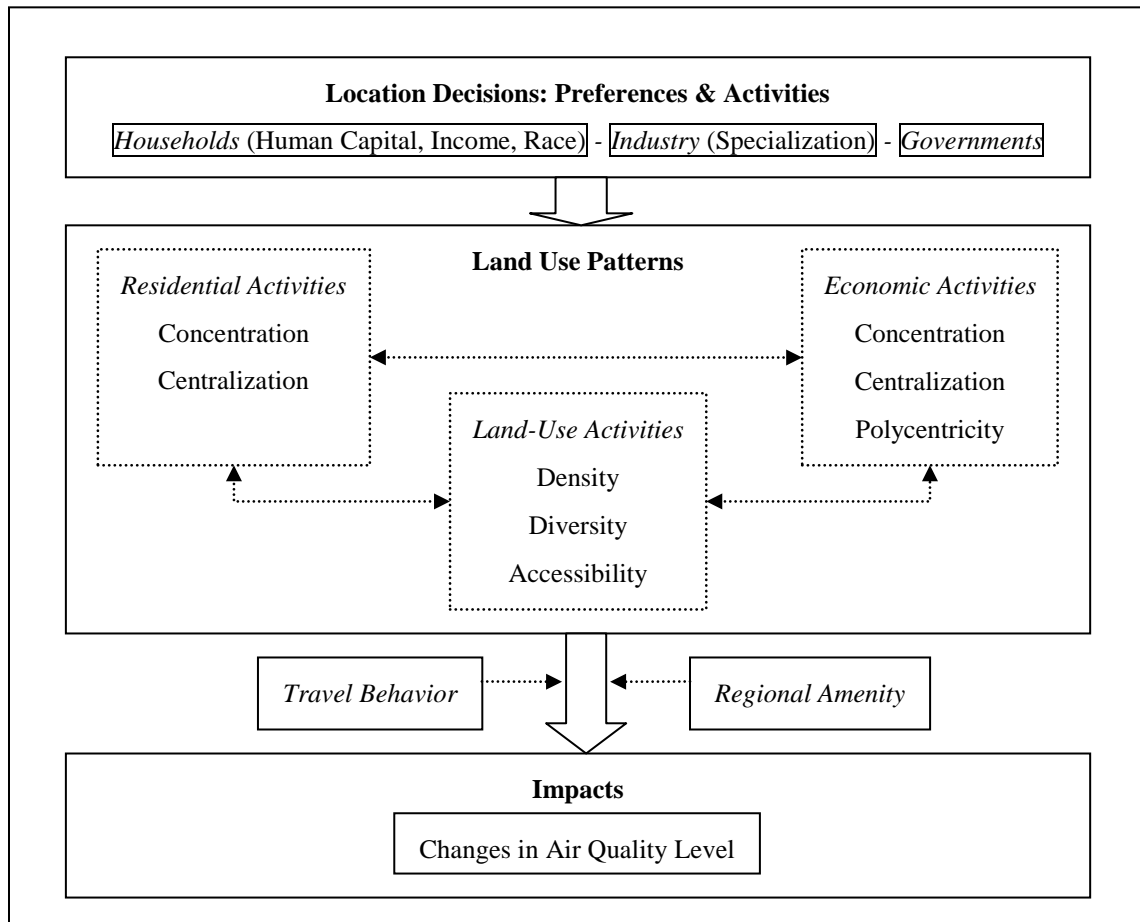 Location Decisions: Preferences & Activities
Households (Human Capital, Income, Race) - Industry (Specialization) - Governments
Land Use Patterns
Residential Activities
Concentration
Centralization
Economic Activities
Concentration
Centralization
Polycentricity
Land-Use Activities
Density
Diversity
Accessibility
Travel Behavior
Regional Amenity
Impacts
Changes in Air Quality Level